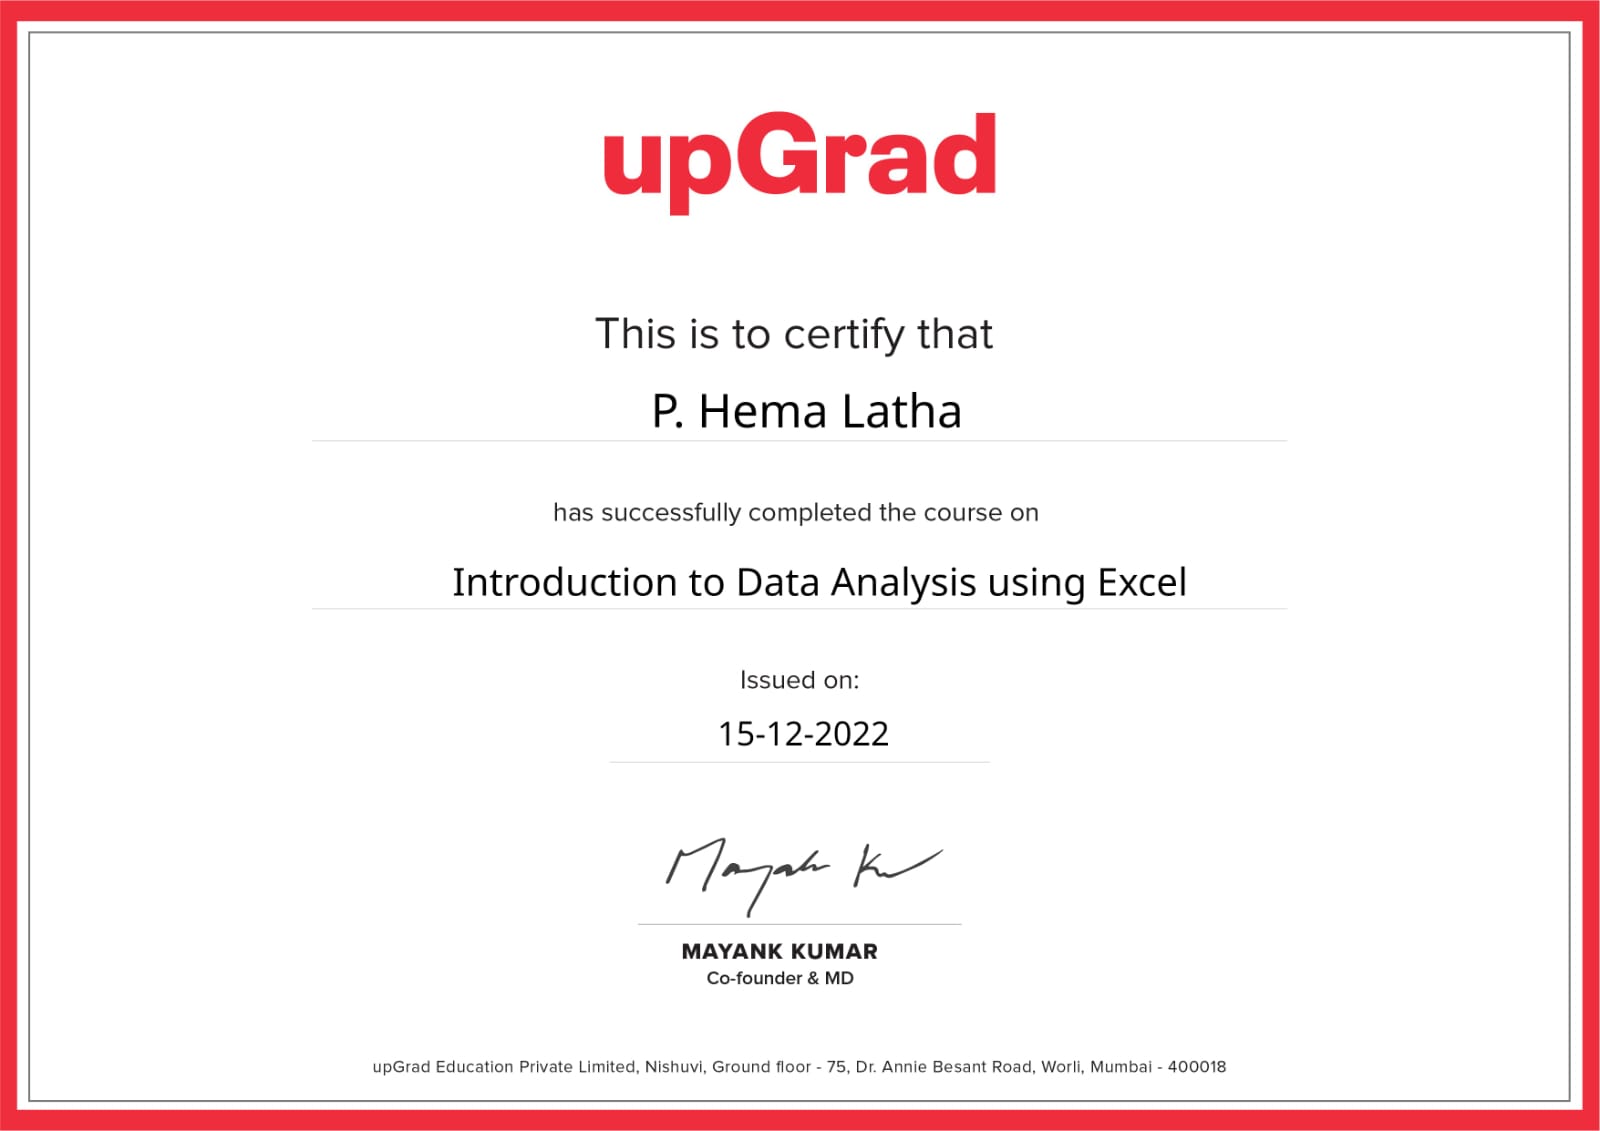 upGrad
This is to certify that
P. Hema Latha
has successfully completed the course on
Introduction to Data Analysis using Excel
Issued on:
15-12-2022
MAYANK KUMAR
Co-founder & MD
upGrad Education Private Limited, Nishuvi, Ground floor - 75, Dr. Annie Besant Road, Worli, Mumbai - 400018